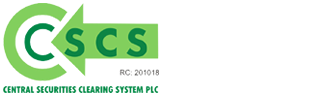 CSCS
RC: 201018
CENTRAL SECURITIES CLEARING SYSTEM PLC